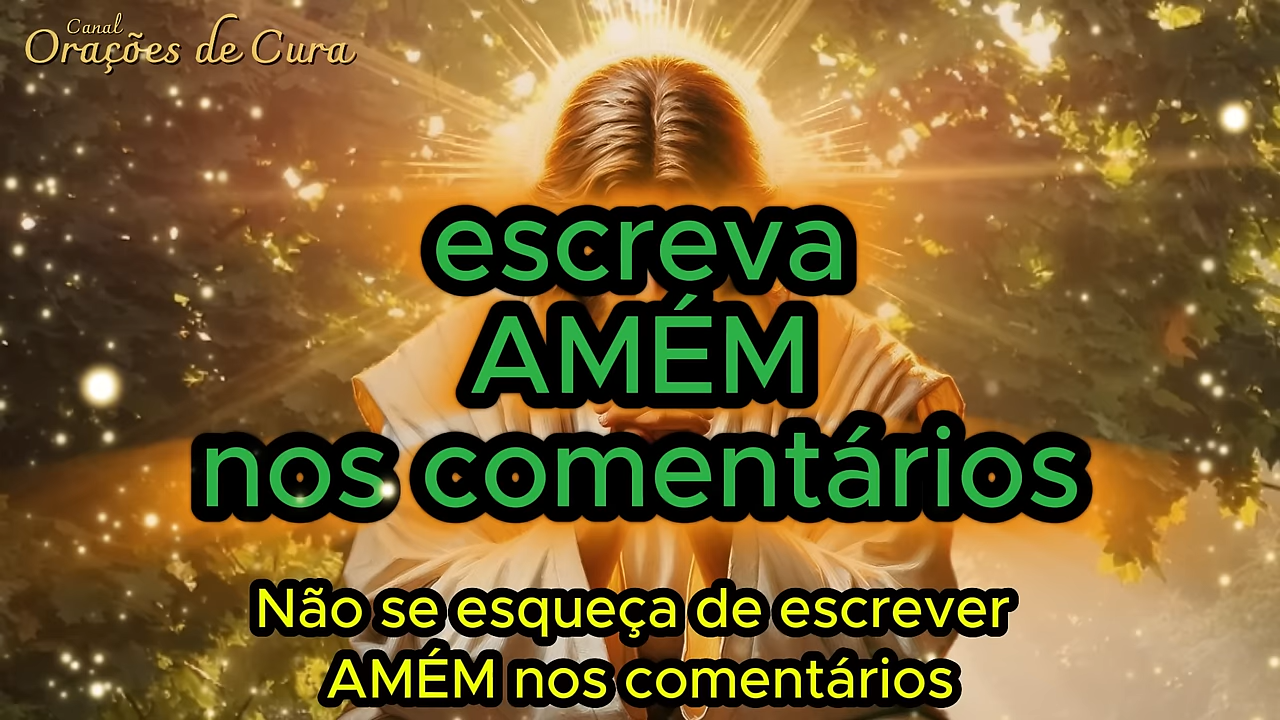 Canal
Orações de Cura
escreva
AMÉM
nos comentários
Não se esqueça de escrever
AMÉM nos comentários